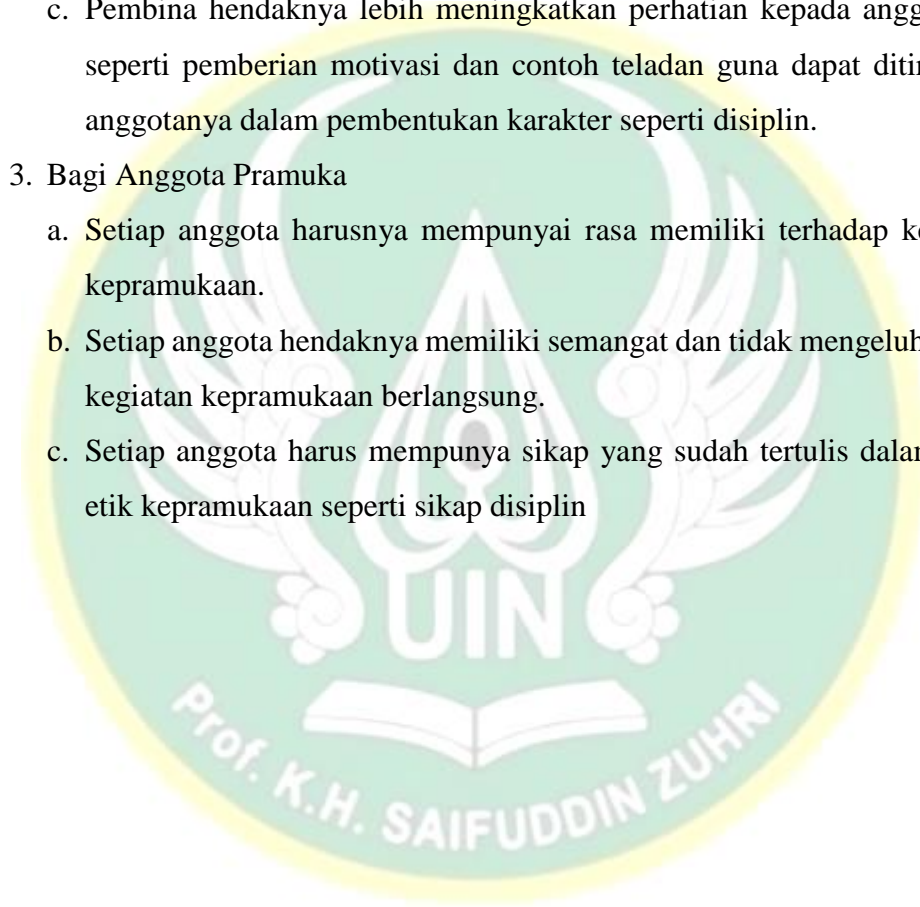 c. Pembina hendaknya lebih meningkatkan perhatian kepada
seperti pemberian motivasi dan contoh teladan guna dapat
anggotanya dalam pembentukan karakter seperti disiplin.
3. Bagi Anggota Pramuka
a. Setiap anggota harusnya mempunyai rasa memiliki terhadap
kepramukaan.
b. Setiap anggota hendaknya memiliki semangat dan tidak mengeluh
kegiatan kepramukaan berlangsung.
c. Setiap anggota harus mempunya sikap yang sudah tertulis
etik kepramukaan seperti sikap disiplin
UIN
Prof. K.H. SAIFUDDIN ZUHRI